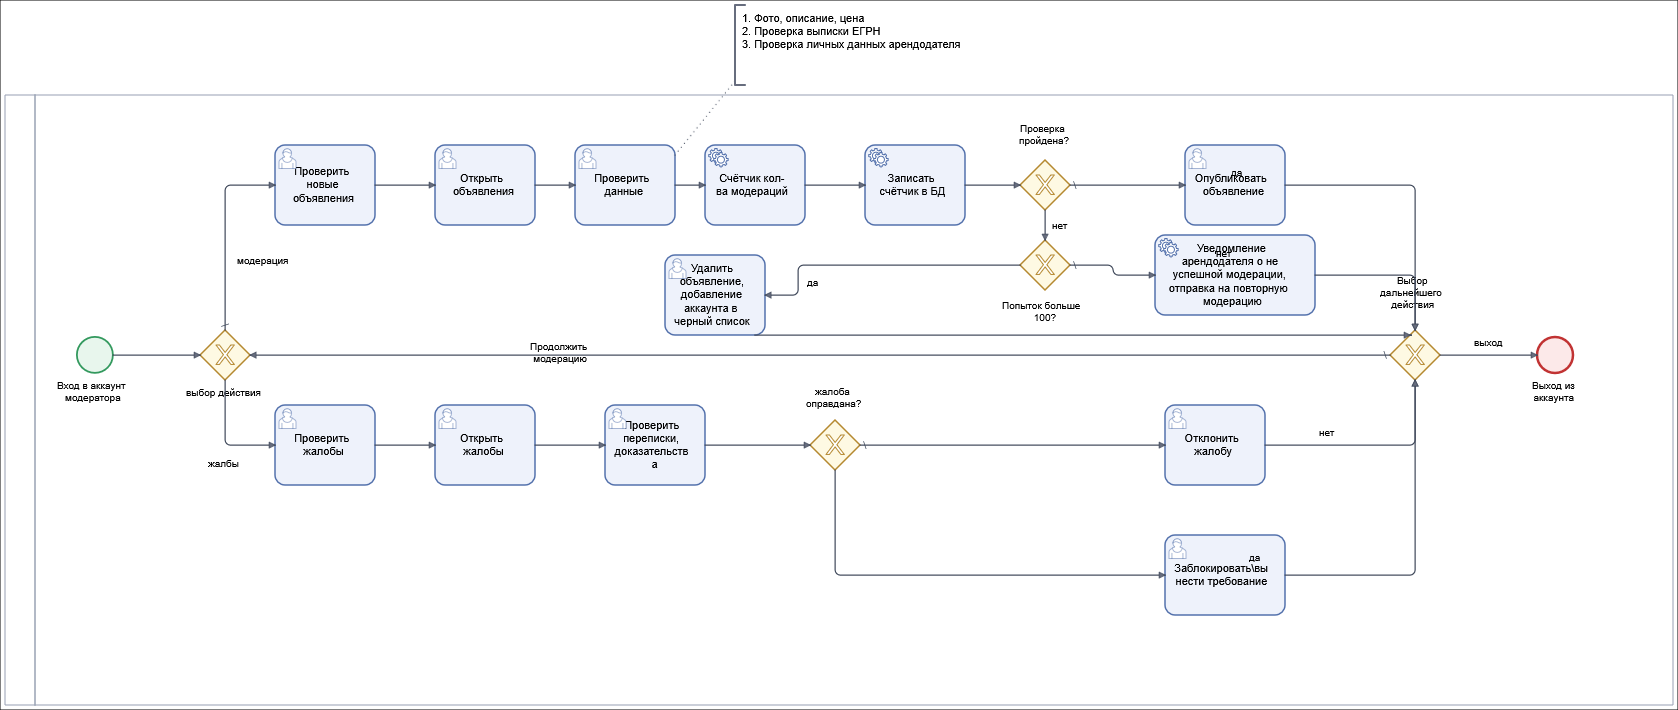 1. Фото, описание, цена
2. Проверка выписки ЕГРН
3. Проверка личных данных арендодателя
Проверка
пройдена?
Проверить
новые
объявления
Открыть
объявления
Проверить
данные
Счётчик кол-
ва модераций
Записать
счётчик в БД
да
Опубликовать
объявление
нет
модерация
Удалить
объявление,
добавление
аккаунта в
черный список
да
Попыток больше
100?
Уведомление
нет
арендодателя о не
успешной модерации,
отправка на повторную
модерацию
Выбор
дальнейшего
действия
Продолжить
модерацию
выход
Вход в аккаунт
модератора
выбор действия
Выход из
аккаунта
жалоба
оправдана?
жалбы
Проверить
жалобы
Открыть
жалобы
Проверить
переписки,
доказательств
а
Отклонить
жалобу
нет
да
Заблокировать\вы
нести требование